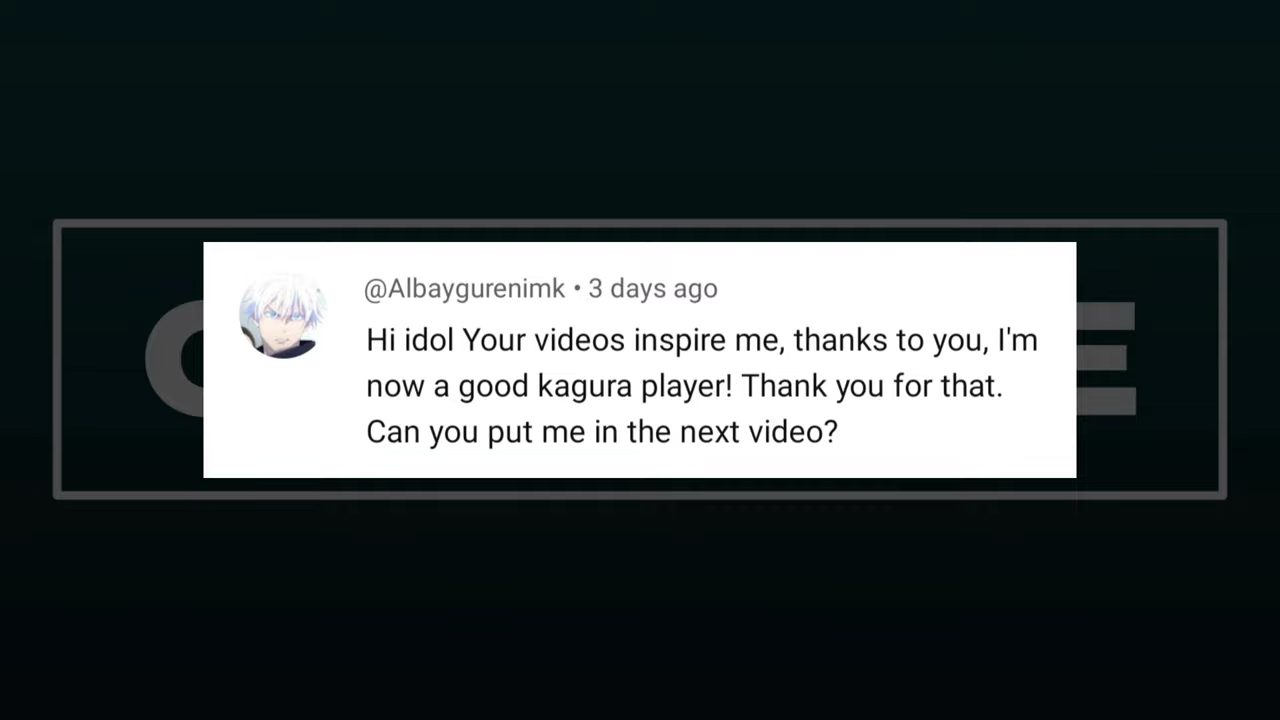 @Albaygurenimk • 3 days ago
Hi idol Your videos inspire me, thanks to you, I'm
now a good kagura player! Thank you for that.
Can you put me in the next video?